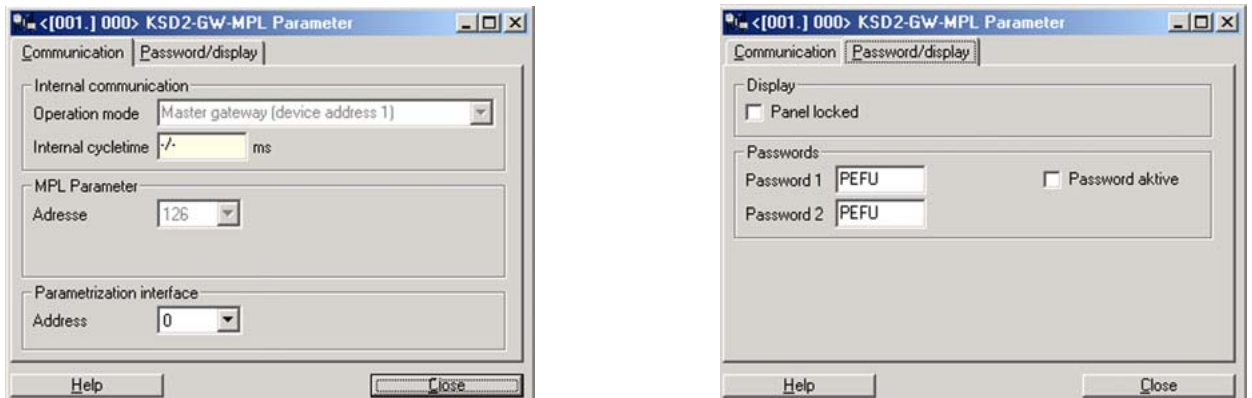 <[001.] 000> KSD2-GW-MPL Parameter
Communication Password/display
Internal communication
Operation mode Master gateway (device address 1)
Internal cycletime -/- ms
MPL Parameter
Adresse 126
Parametrization interface
Address 0
Help Close
<[001.] 000> KSD2-GW-MPL Parameter
Communication Password/display
Display
Panel locked
Passwords
Password 1 PEFU Password aktive
Password 2 PEFU
Help Close